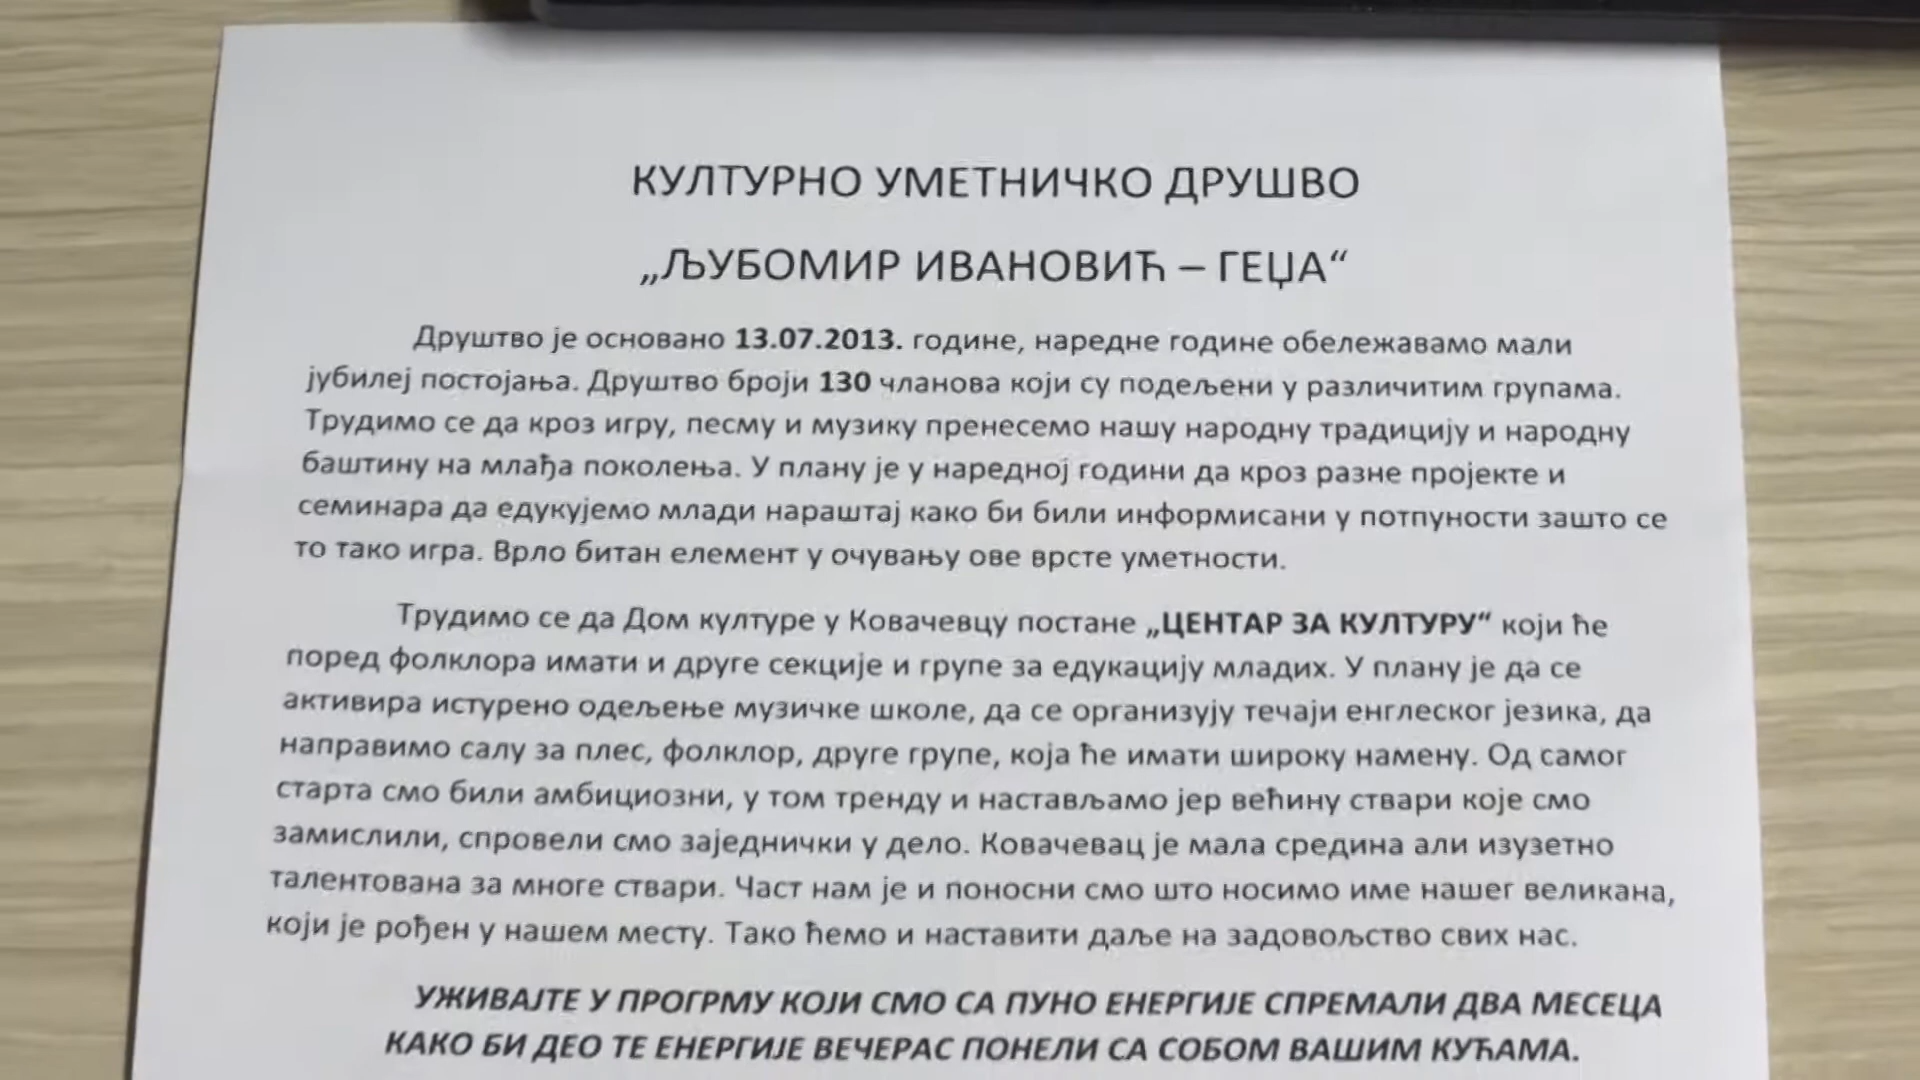 КУЛТУРНО УМЕТНИЧКО ДРУШВО
„ЉУБОМИР ИВАНОВИЋ – ГЕЏА“
Друштво је основано 13.07.2013. године, наредне године обележавамо мали
јубилеј постојања. Друштво броји 130 чланова који су подељени у различитим групама.
Трудимо се да кроз игру, песму и музику пренесемо нашу народну традицију и народну
баштину на млађа поколења. У плану је у наредној години да кроз разне пројекте и
семинара да едукујемо млади нараштај како би били информисани у потпуности зашто се
то тако игра. Врло битан елемент у очувању ове врсте уметности.
Трудимо се да Дом културе у Ковачевцу постане „ЦЕНТАР ЗА КУЛТУРУ“ који ће
поред фолклора имати и друге секције и групе за едукацију младих. У плану је да се
активира истурено одељење музичке школе, да се организују течаји енглеског језика, да
направимо салу за плес, фолклор, друге групе, која ће имати широку намену. Од самог
старта смо били амбициозни, у том тренду и настављамо јер већину ствари које смо
замислили, спровели смо заједнички у дело. Ковачевац је мала средина али изузетно
талентована за многе ствари. Част нам је и поносни смо што носимо име нашег великана,
који је рођен у нашем месту. Тако ћемо и наставити даље на задовољство свих нас.
УЖИВАЈТЕ У ПРОГРМУ КОЈИ СМО СА ПУНО ЕНЕРГИЈЕ СПРЕМАЛИ ДВА МЕСЕЦА
КАКО БИ ДЕО ТЕ ЕНЕРГИЈЕ ВЕЧЕРАС ПОНЕЛИ СА СОБОМ ВАШИМ КУЋАМА.